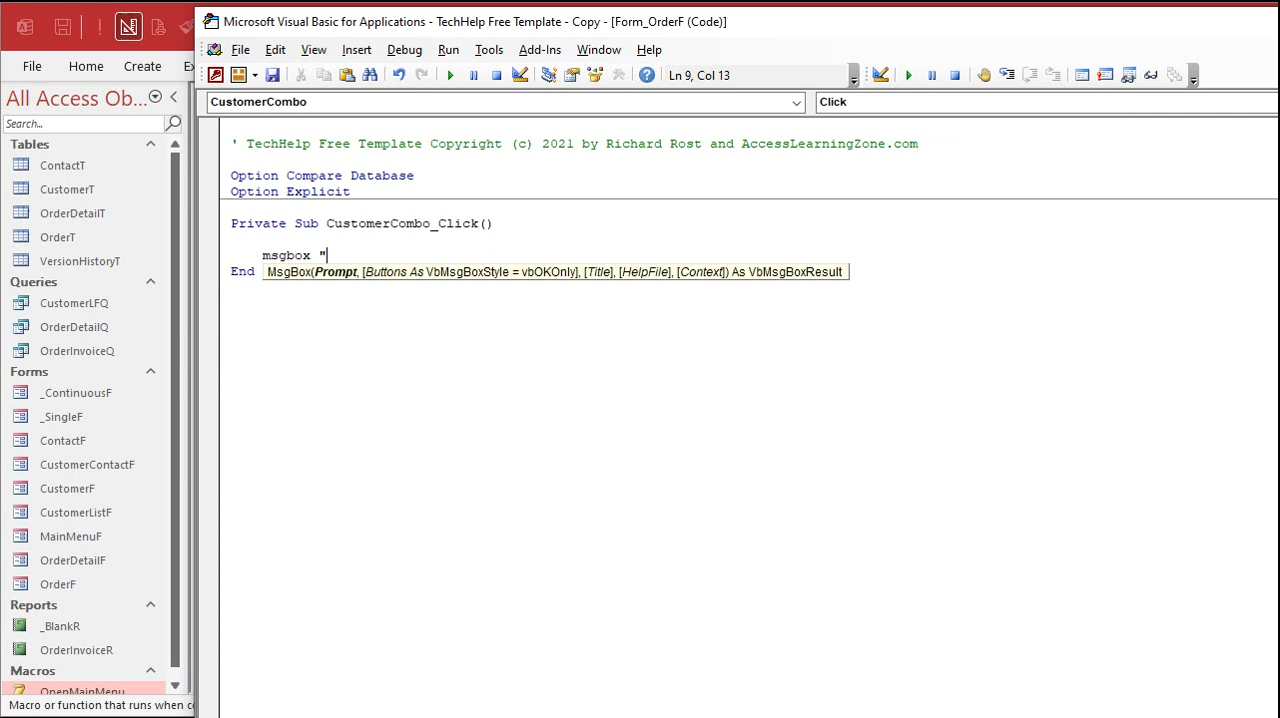 Microsoft Visual Basic for Applications - TechHelp Free Template - Copy - [Form_OrderF (Code)]
File Edit View Insert Debug Run Tools Add-Ins Window Help
Ln 9, Col 13
CustomerCombo
Click
File Home Create
All Access Ob...
Search...
Tables
ContactT
CustomerT
OrderDetailT
OrderT
VersionHistoryT
Queries
CustomerLFQ
OrderDetailQ
OrderInvoiceQ
Forms
_ContinuousF
_SingleF
ContactF
CustomerContactF
CustomerF
CustomerListF
MainMenuF
OrderDetailF
OrderF
Reports
_BlankR
OrderInvoiceR
Macros
OpenMainMenu
Macro or function that runs when
' TechHelp Free Template Copyright (c) 2021 by Richard Rost and AccessLearningZone.com
Option Compare Database
Option Explicit
Private Sub CustomerCombo_Click()
msgbox "
End
MsgBox(Prompt, [Buttons As VbMsgBoxStyle = vbOKOnly], [Title], [HelpFile], [Context]) As VbMsgBoxResult